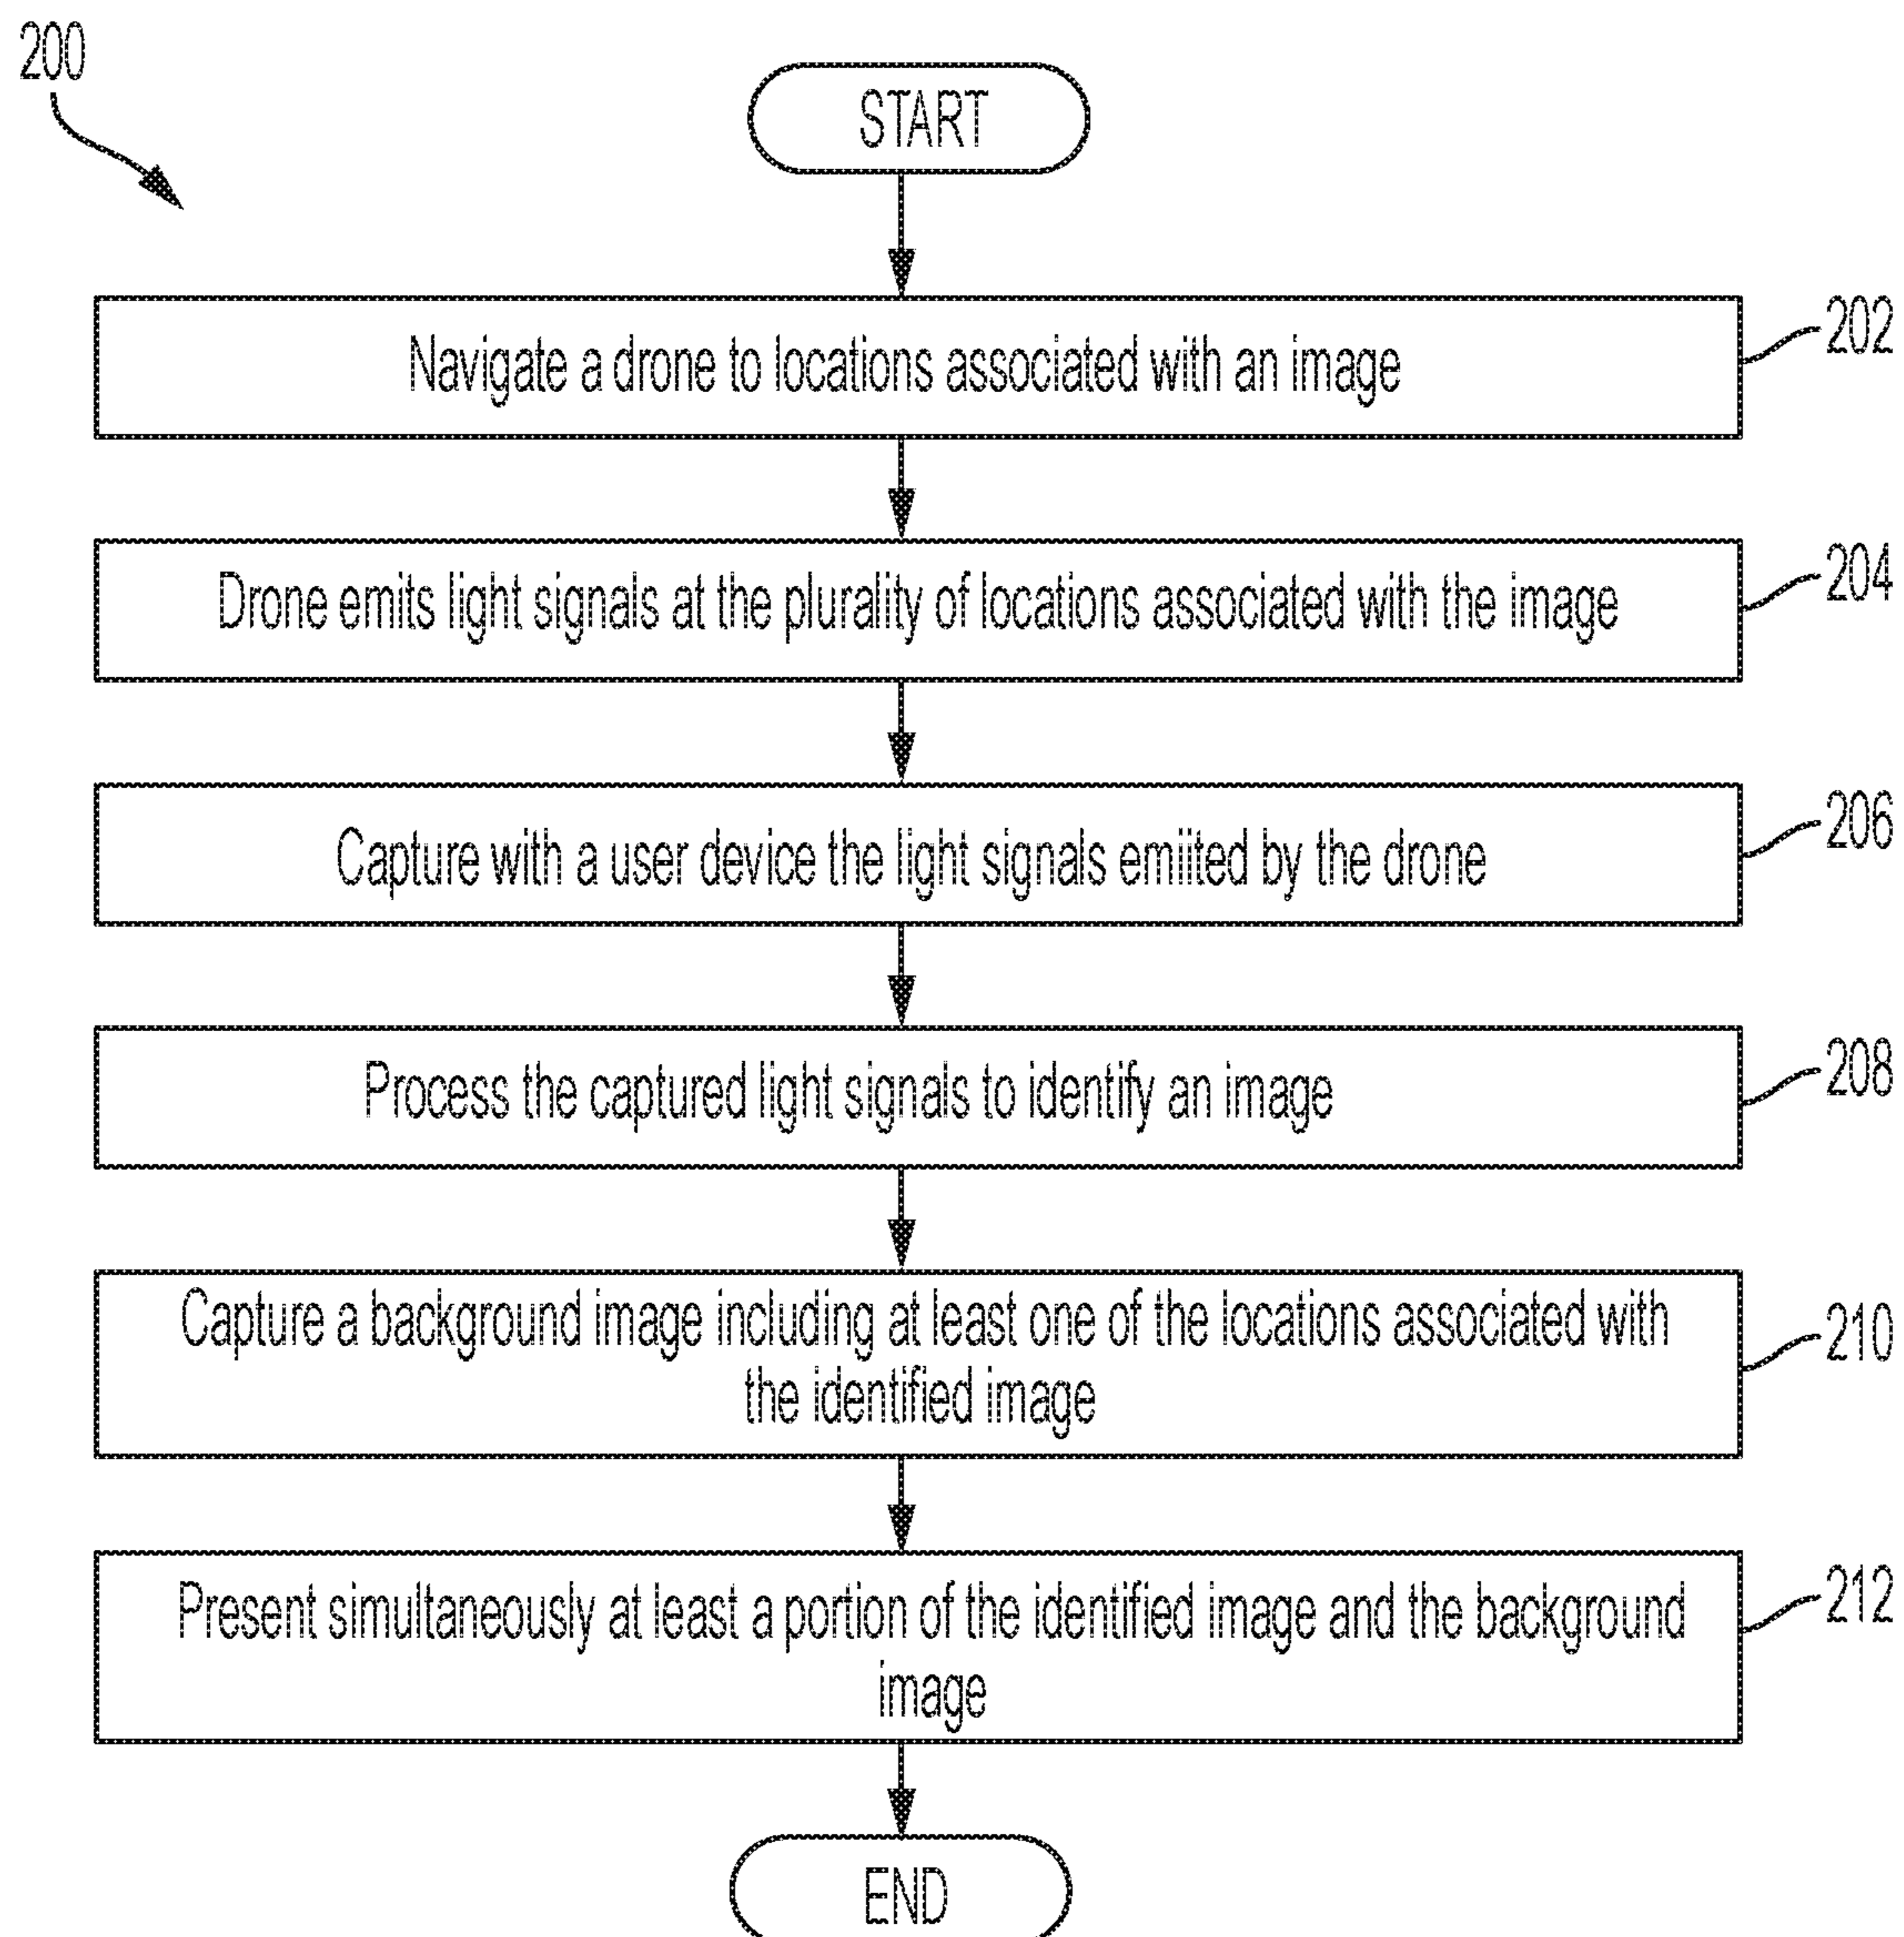 200
START
Navigate a drone to locations associated with an image
202
Drone emits light signals at the plurality of locations associated with the image
204
Capture with a user device the light signals emiited by the drone
206
Process the captured light signals to identify an image
208
Capture a background image including at least one of the locations associated with
the identified image
210
Present simultaneously at least a portion of the identified image and the background
image
212
END